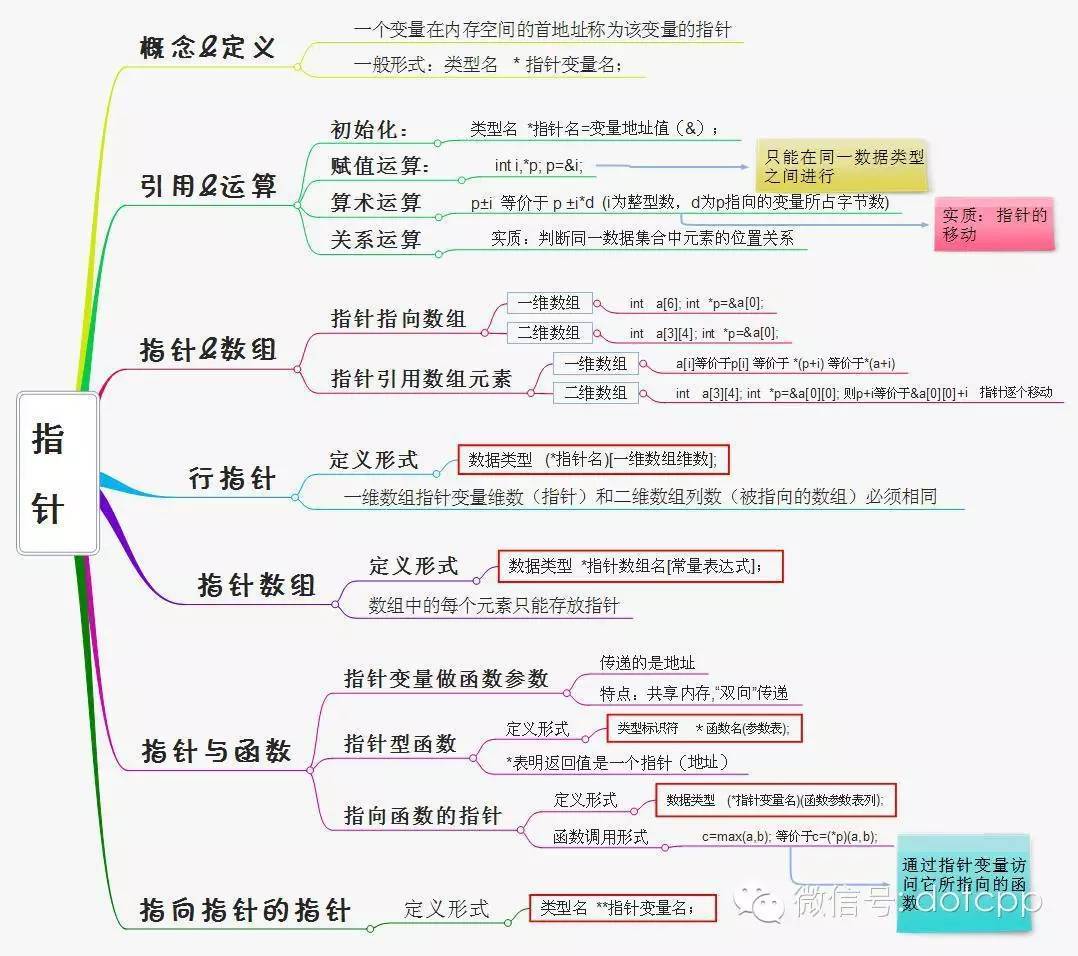 指
针
概念&定义
一个变量在内存空间的首地址称为该变量的指针
一般形式：类型名 * 指针变量名；
引用&运算
初始化：
类型名 *指针名=变量地址值（&）；
赋值运算：
int i,*p; p=&i;
只能在同一数据类型
之间进行
算术运算
p±i 等价于 p ±i*d (i为整型数，d为p指向的变量所占字节数)
实质：指针的
移动
关系运算
实质：判断同一数据集合中元素的位置关系
指针&数组
指针指向数组
一维数组
int a[6]; int *p=&a[0];
二维数组
int a[3][4]; int *p=&a[0];
指针引用数组元素
一维数组
a[i]等价于p[i] 等价于 *(p+i) 等价于*(a+i)
二维数组
int a[3][4]; int *p=&a[0][0]; 则p+i等价于&a[0][0]+i 指针逐个移动
行指针
定义形式
数据类型 (*指针名)[一维数组维数];
一维数组指针变量维数（指针）和二维数组列数（被指向的数组）必须相同
指针数组
定义形式
数据类型 *指针数组名[常量表达式]；
数组中的每个元素只能存放指针
指针与函数
指针变量做函数参数
传递的是地址
特点：共享内存,“双向”传递
指针型函数
定义形式
类型标识符 *函数名(参数表);
*表明返回值是一个指针（地址）
指向函数的指针
定义形式
数据类型 (*指针变量名)(函数参数表列);
函数调用形式
c=max(a,b); 等价于c=(*p)(a,b);
通过指针变量访
问它所指向的函
数
指向指针的指针
定义形式
类型名 **指针变量名；
微信号: dotcpp